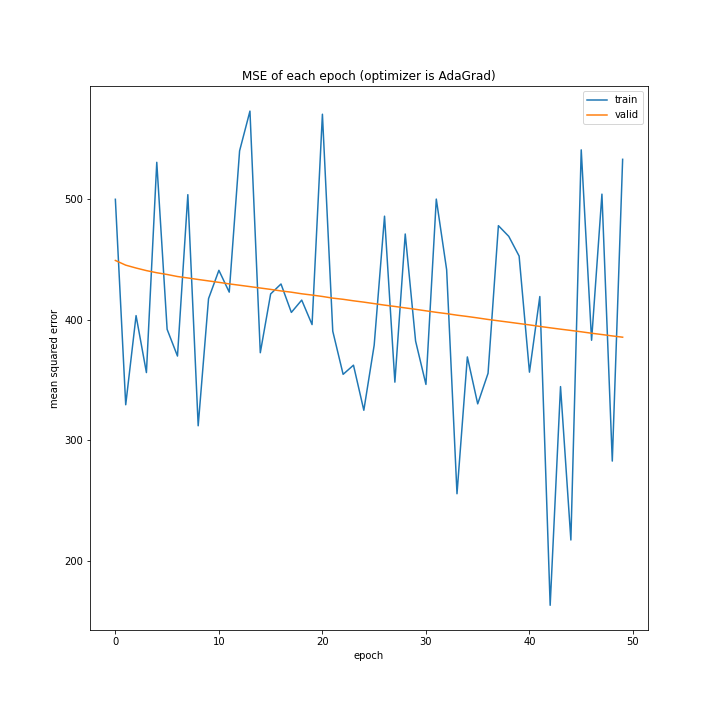 MSE of each epoch (optimizer is AdaGrad)
train
valid
500
400
300
200
mean squared error
0
10
20
30
40
50
epoch